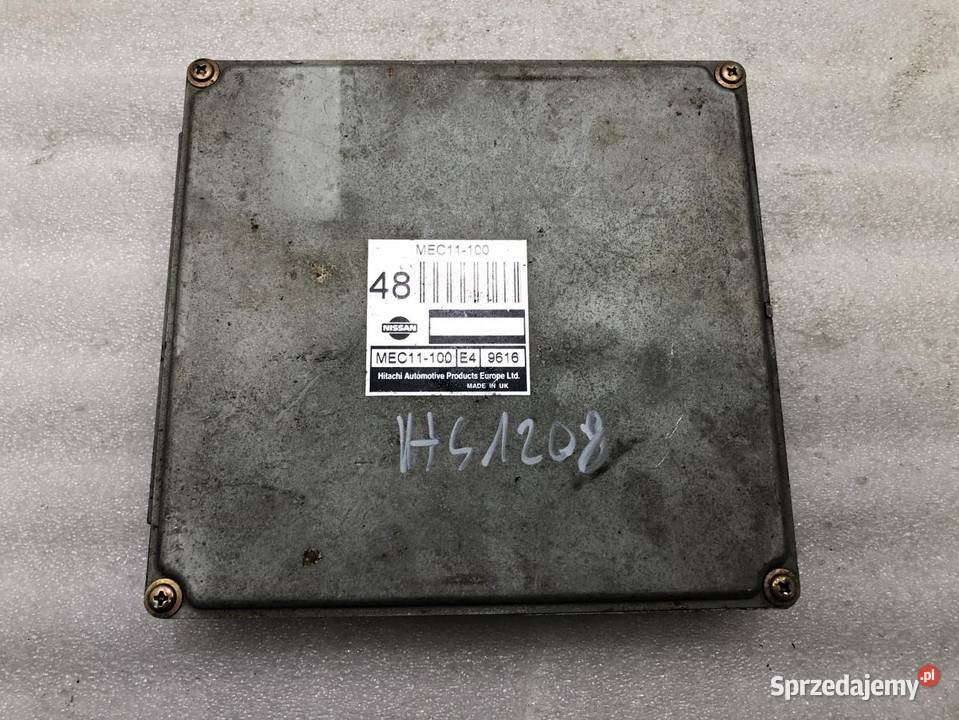 MEC11-100
48
NISSAN
MEC11-100 E4 9616
Hitachi Automotive Products Europe Ltd.
MADE IN UK
HS1208
Sprzedajemy.pl